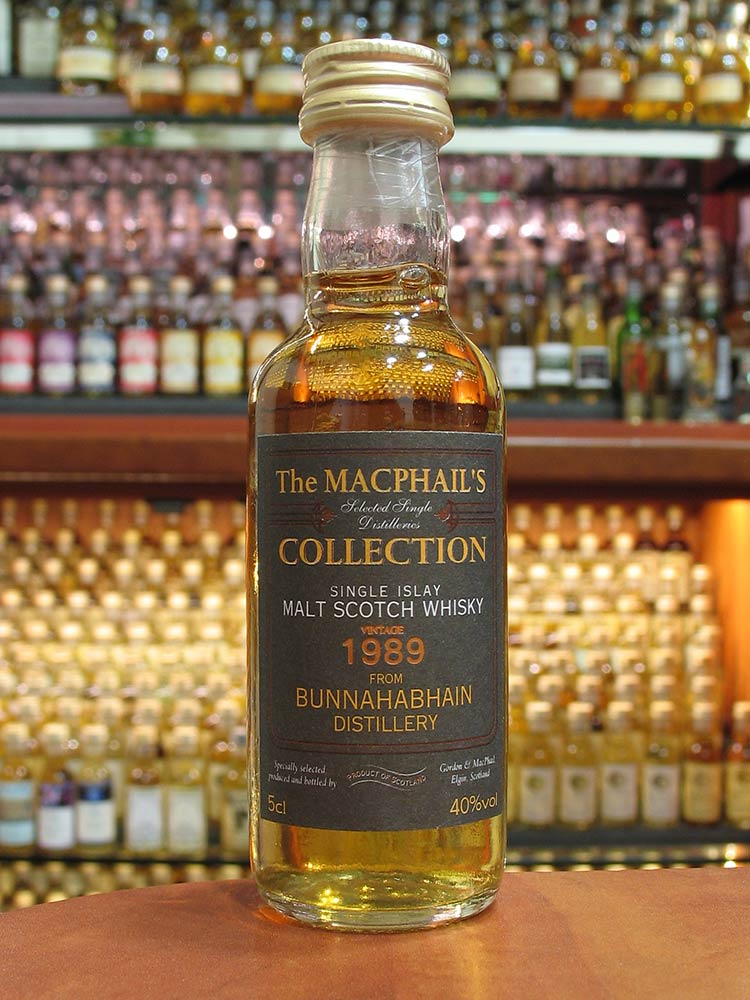 The MACPHAIL'S
Selected Single
Distilleries
COLLECTION
SINGLE ISLAY
MALT SCOTCH WHISKY
VINTAGE
1989
FROM
BUNNAHABHAIN
DISTILLERY
Specially selected
produced and bottled by
PRODUCT OF SCOTLAND
Gordon & MacPhail
Elgin, Scotland
5cl
40%vol